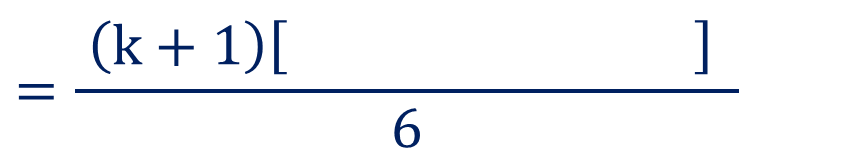 (k + 1)[ ]
=
6